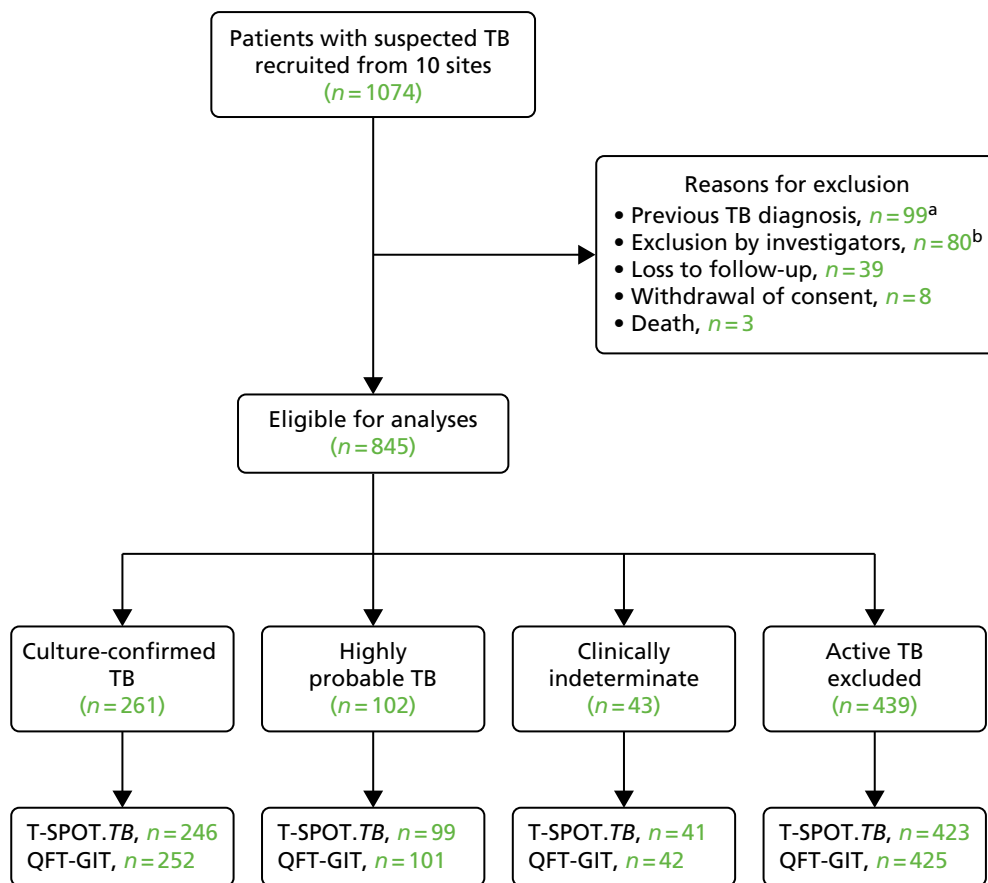 Patients with suspected TB
recruited from 10 sites
(n = 1074)
Reasons for exclusion
• Previous TB diagnosis, n = 99a
• Exclusion by investigators, n = 80b
• Loss to follow-up, n = 39
• Withdrawal of consent, n = 8
• Death, n = 3
Eligible for analyses
(n = 845)
Culture-confirmed
TB
(n = 261)
Highly
probable TB
(n = 102)
Clinically
indeterminate
(n = 43)
Active TB
excluded
(n = 439)
T-SPOT.TB, n = 246
QFT-GIT, n = 252
T-SPOT.TB, n = 99
QFT-GIT, n = 101
T-SPOT.TB, n = 41
QFT-GIT, n = 42
T-SPOT.TB, n = 423
QFT-GIT, n = 425